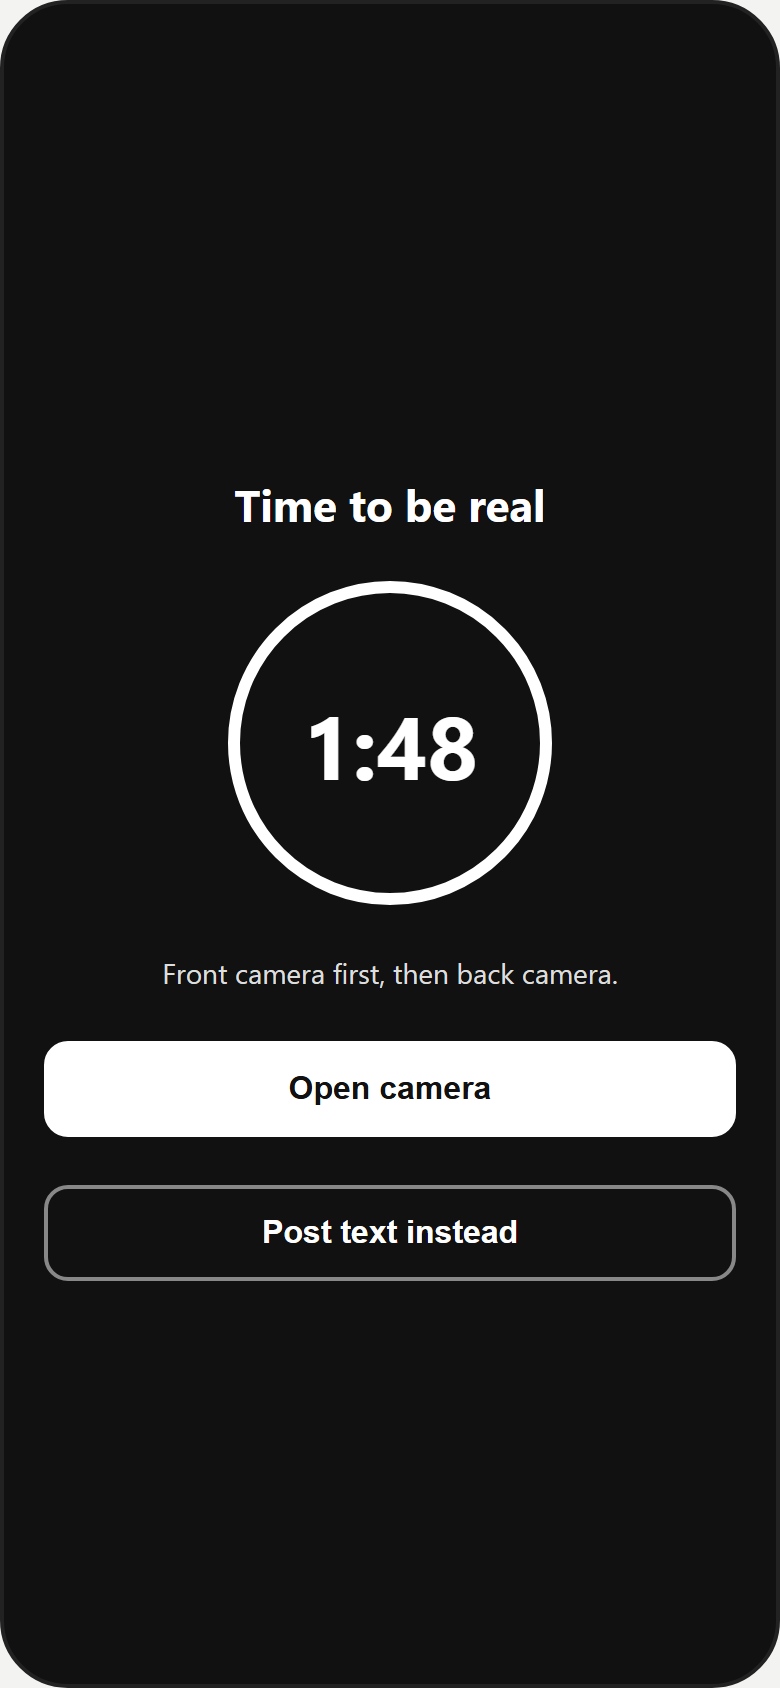 Time to be real
1:48
Front camera first, then back camera.
Open camera
Post text instead